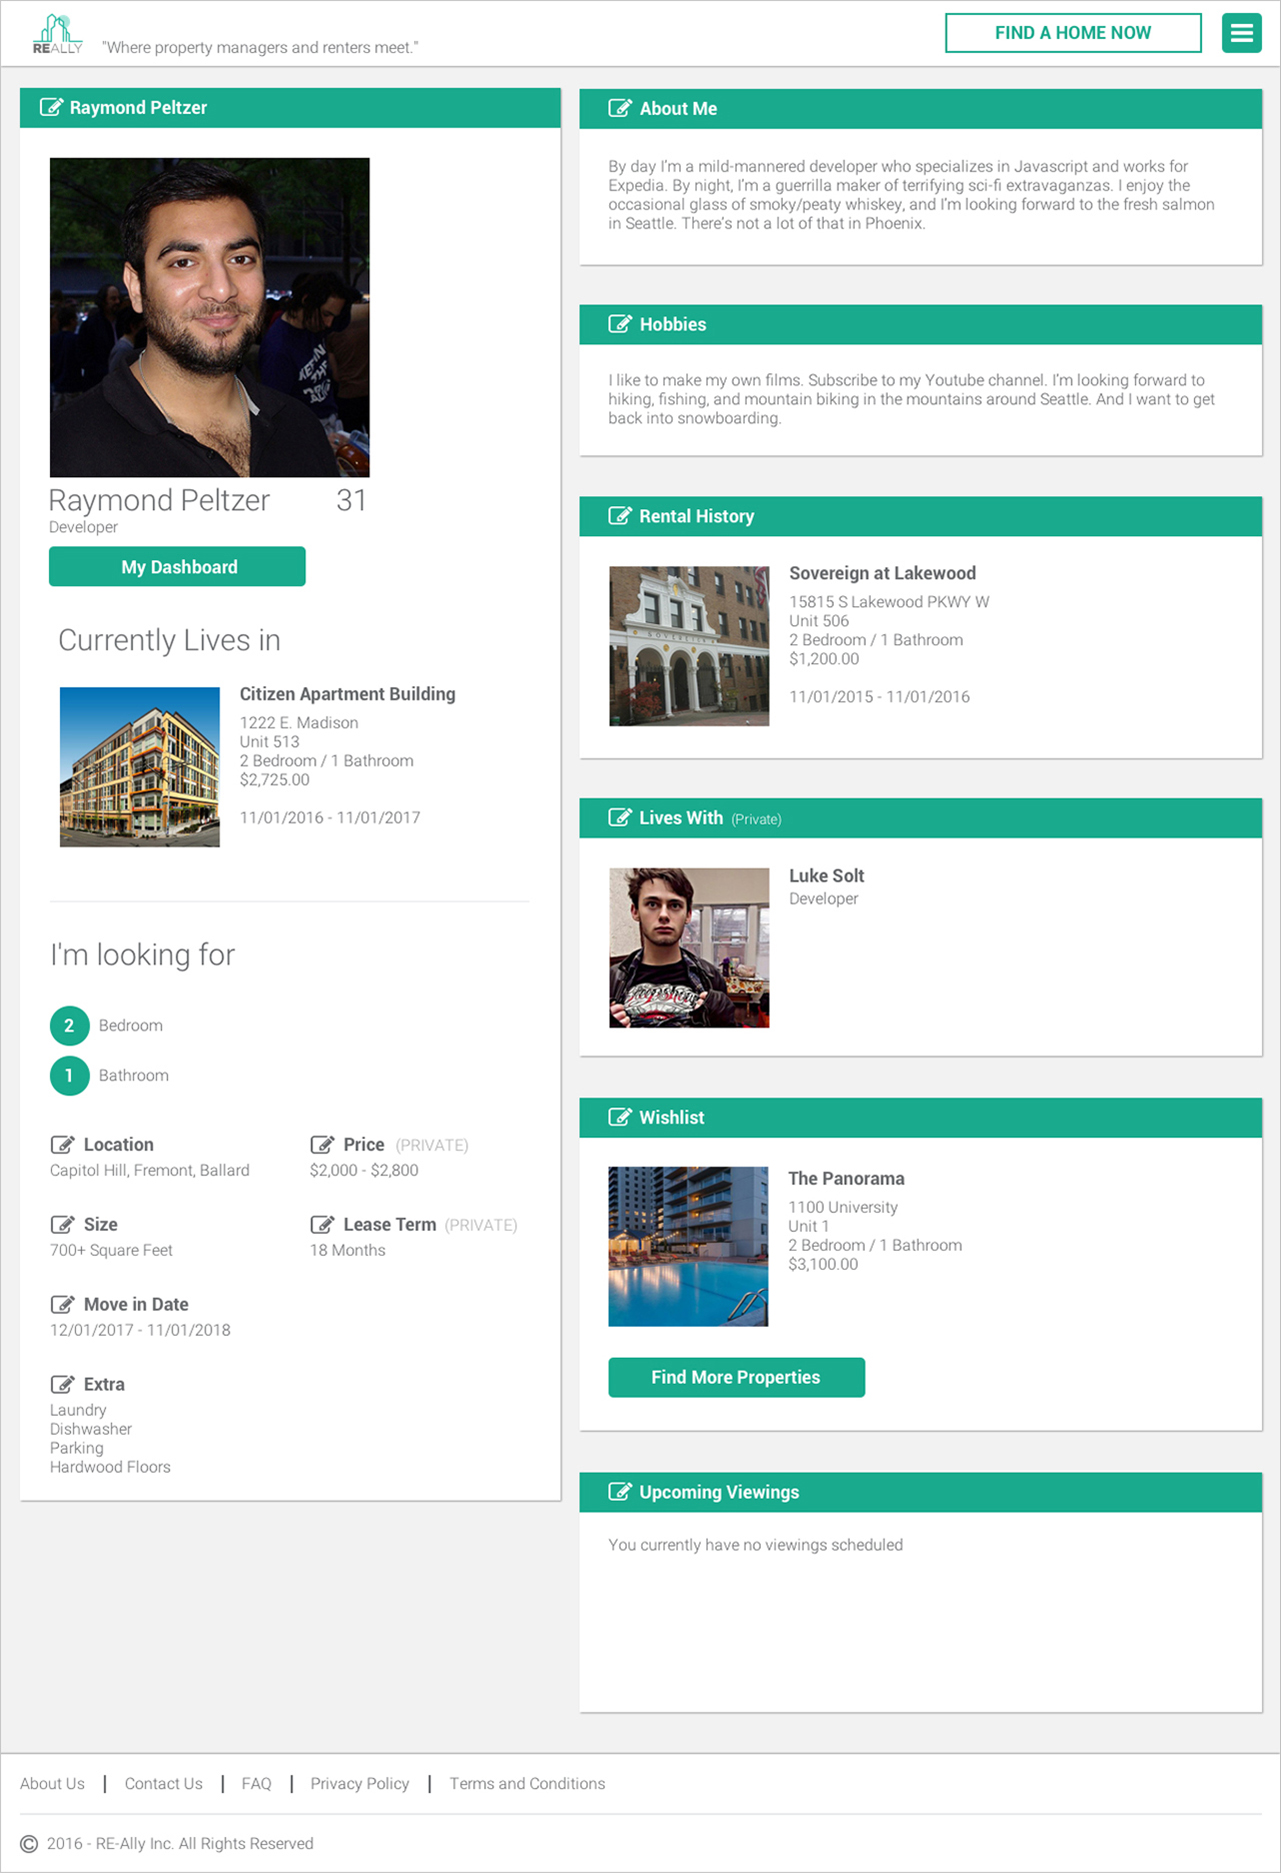 REALLY
"Where property managers and renters meet."
FIND A HOME NOW
Raymond Peltzer
Raymond Peltzer 31
Developer
My Dashboard
Currently Lives in
Citizen Apartment Building
1222 E. Madison
Unit 513
2 Bedroom / 1 Bathroom
$2,725.00
11/01/2016 - 11/01/2017
I'm looking for
2 Bedroom
1 Bathroom
Location
Capitol Hill, Fremont, Ballard
Price (PRIVATE)
$2,000 - $2,800
Size
700+ Square Feet
Lease Term (PRIVATE)
18 Months
Move in Date
12/01/2017 - 11/01/2018
Extra
Laundry
Dishwasher
Parking
Hardwood Floors
About Me
By day I'm a mild-mannered developer who specializes in Javascript and works for
Expedia. By night, I'm a guerrilla maker of terrifying sci-fi extravaganzas. I enjoy the
occasional glass of smoky/peaty whiskey, and I'm looking forward to the fresh salmon
in Seattle. There's not a lot of that in Phoenix.
Hobbies
I like to make my own films. Subscribe to my Youtube channel. I'm looking forward to
hiking, fishing, and mountain biking in the mountains around Seattle. And I want to get
back into snowboarding.
Rental History
SOVEREIGN
Sovereign at Lakewood
15815 S Lakewood PKWY W
Unit 506
2 Bedroom / 1 Bathroom
$1,200.00
11/01/2015 - 11/01/2016
Lives With (Private)
Luke Solt
Developer
Wishlist
The Panorama
1100 University
Unit 1
2 Bedroom / 1 Bathroom
$3,100.00
Find More Properties
Upcoming Viewings
You currently have no viewings scheduled
About Us | Contact Us | FAQ | Privacy Policy | Terms and Conditions
© 2016 - RE-Ally Inc. All Rights Reserved